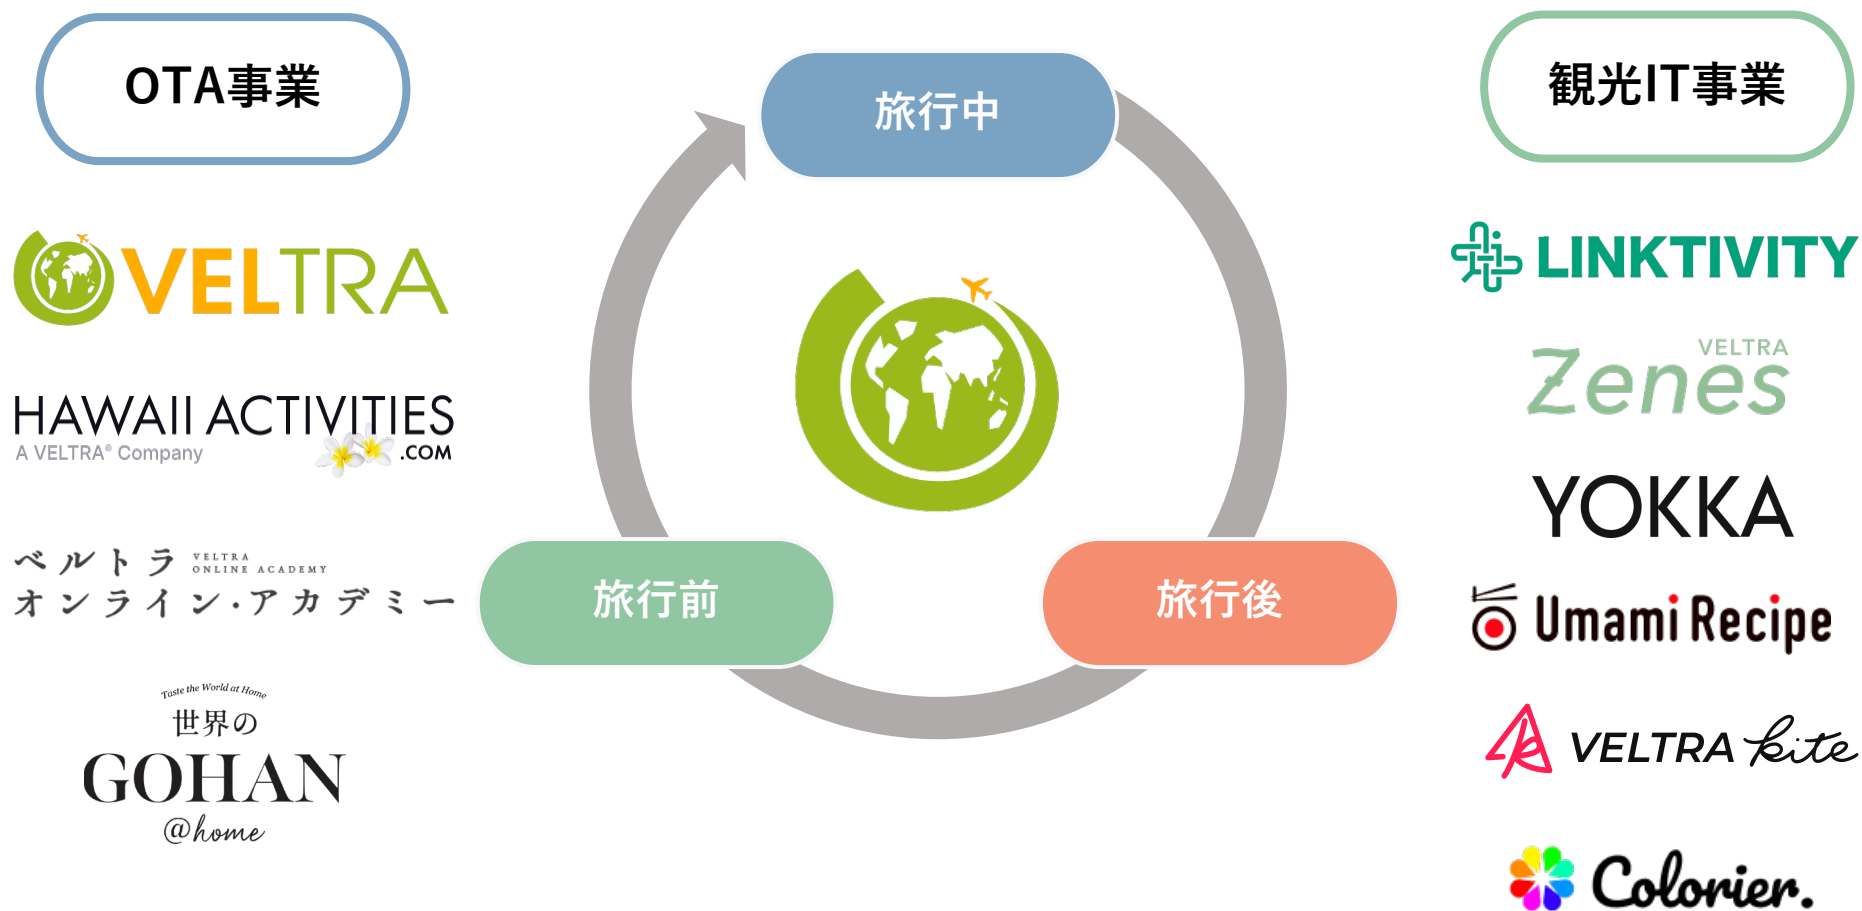 OTA事業
VELTRA
HAWAII ACTIVITIES
A VELTRA® Company
.COM
ベルトラ VELTRA
ONLINE ACADEMY
オンライン・アカデミー
Taste the World at Home
世界の
GOHAN
@home
旅行中
旅行前
旅行後
観光IT事業
LINKTIVITY
VELTRA
Zenes
YOKKA
Umami Recipe
VELTRA kite
Colorier.